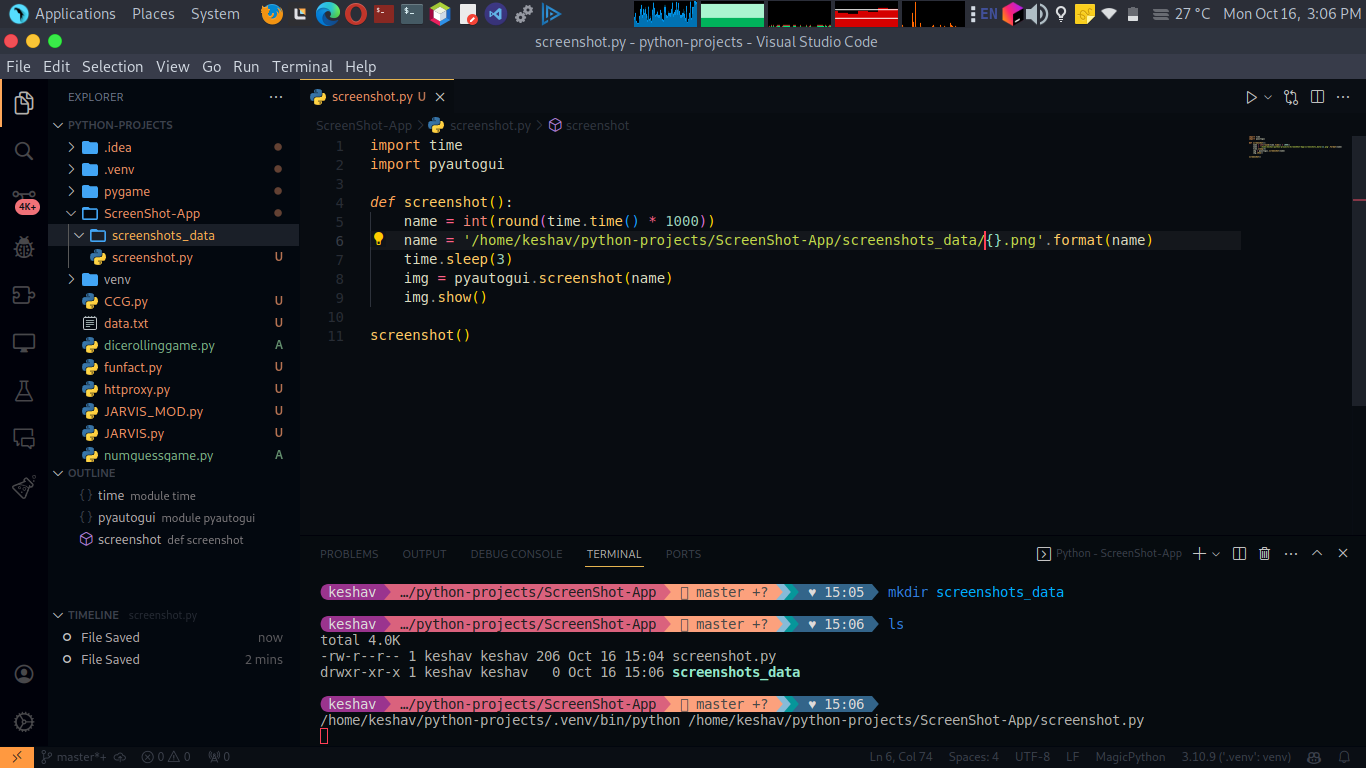 Applications Places System EN 27 °C Mon Oct 16, 3:06 PM
screenshot.py - python-projects - Visual Studio Code
File Edit Selection View Go Run Terminal Help
EXPLORER
PYTHON-PROJECTS
.idea
.venv
pygame
ScreenShot-App
screenshots_data
screenshot.py U
venv
CCG.py U
data.txt U
dicerollinggame.py A
funfact.py U
httproxy.py U
JARVIS_MOD.py U
JARVIS.py U
numguessgame.py A
OUTLINE
time module time
pyautogui module pyautogui
screenshot def screenshot
TIMELINE screenshot.py
File Saved now
File Saved 2 mins
4K+
screenshot.py U
ScreenShot-App > screenshot.py > screenshot
1 import time
2 import pyautogui
3
4 def screenshot():
5 name = int(round(time.time() * 1000))
6 name = '/home/keshav/python-projects/ScreenShot-App/screenshots_data/{}.png'.format(name)
7 time.sleep(3)
8 img = pyautogui.screenshot(name)
9 img.show()
10
11 screenshot()
PROBLEMS OUTPUT DEBUG CONSOLE TERMINAL PORTS Python - ScreenShot-App
keshav …/python-projects/ScreenShot-App master +? ♥ 15:05 mkdir screenshots_data
keshav …/python-projects/ScreenShot-App master +? ♥ 15:06 ls
total 4.0K
-rw-r--r-- 1 keshav keshav 206 Oct 16 15:04 screenshot.py
drwxr-xr-x 1 keshav keshav 0 Oct 16 15:06 screenshots_data
keshav …/python-projects/ScreenShot-App master +? ♥ 15:06
/home/keshav/python-projects/.venv/bin/python /home/keshav/python-projects/ScreenShot-App/screenshot.py
master*+ 0 0 0 Ln 6, Col 74 Spaces: 4 UTF-8 LF MagicPython 3.10.9 ('.venv': venv)